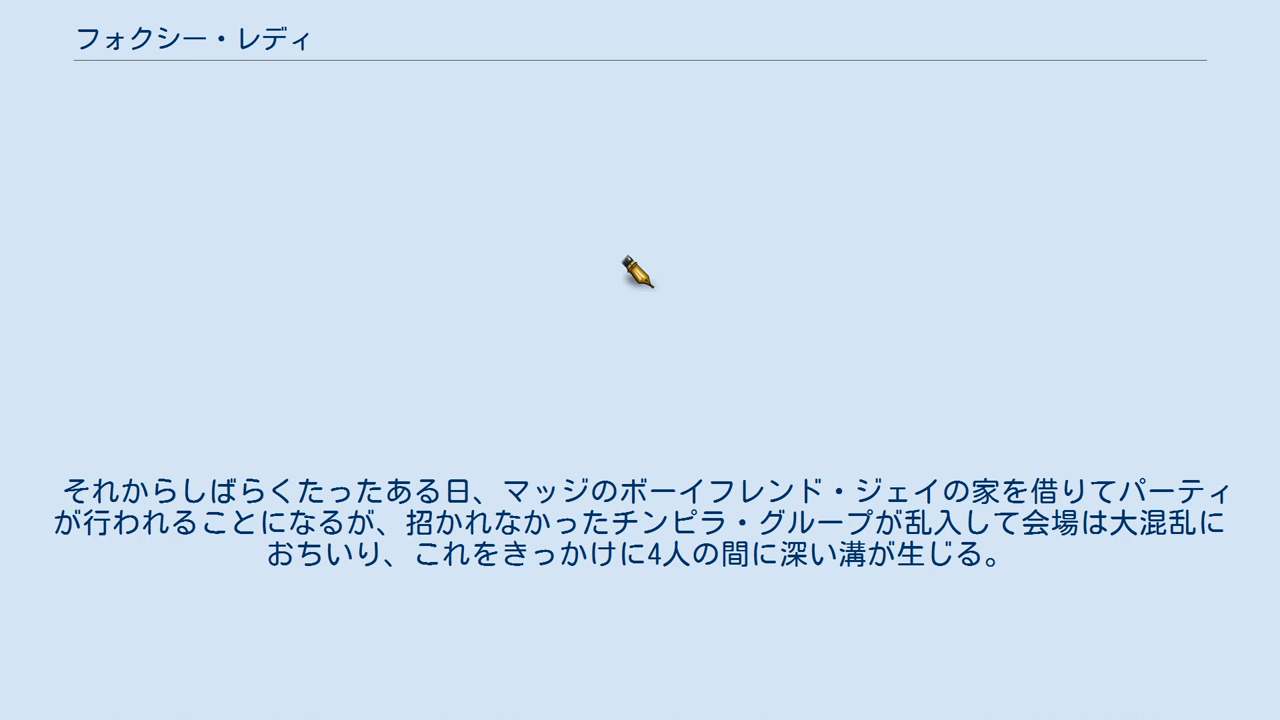 フォクシー・レディ
それからしばらくたったある日、マッジのボーイフレンド・ジェイの家を借りてパーティ
が行われることになるが、招かれなかったチンピラ・グループが乱入して会場は大混乱に
おちいり、これをきっかけに4人の間に深い溝が生じる。